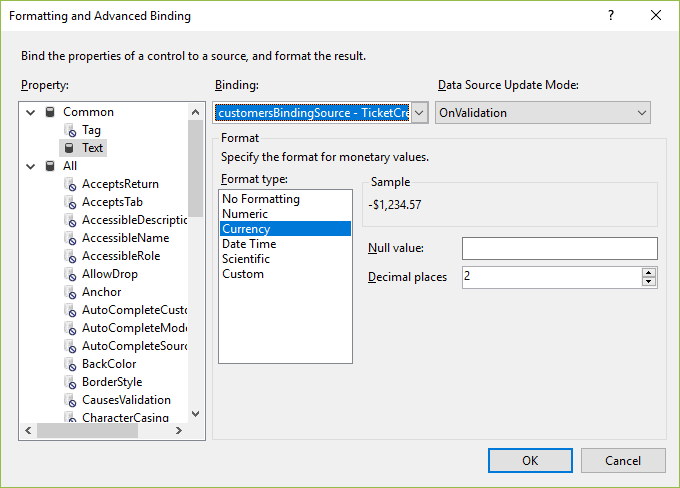 Formatting and Advanced Binding
Bind the properties of a control to a source, and format the result.
Property:
Common
Tag
Text
All
AcceptsReturn
AcceptsTab
AccessibleDescriptio
AccessibleName
AccessibleRole
AllowDrop
Anchor
AutoCompleteCusto
AutoCompleteMode
AutoCompleteSourc
BackColor
BorderStyle
CausesValidation
CharacterCasing
Binding:
customersBindingSource - TicketCre
Data Source Update Mode:
OnValidation
Format
Specify the format for monetary values.
Format type:
No Formatting
Numeric
Currency
Date Time
Scientific
Custom
Sample
-$1,234.57
Null value:
Decimal places 2
OK Cancel